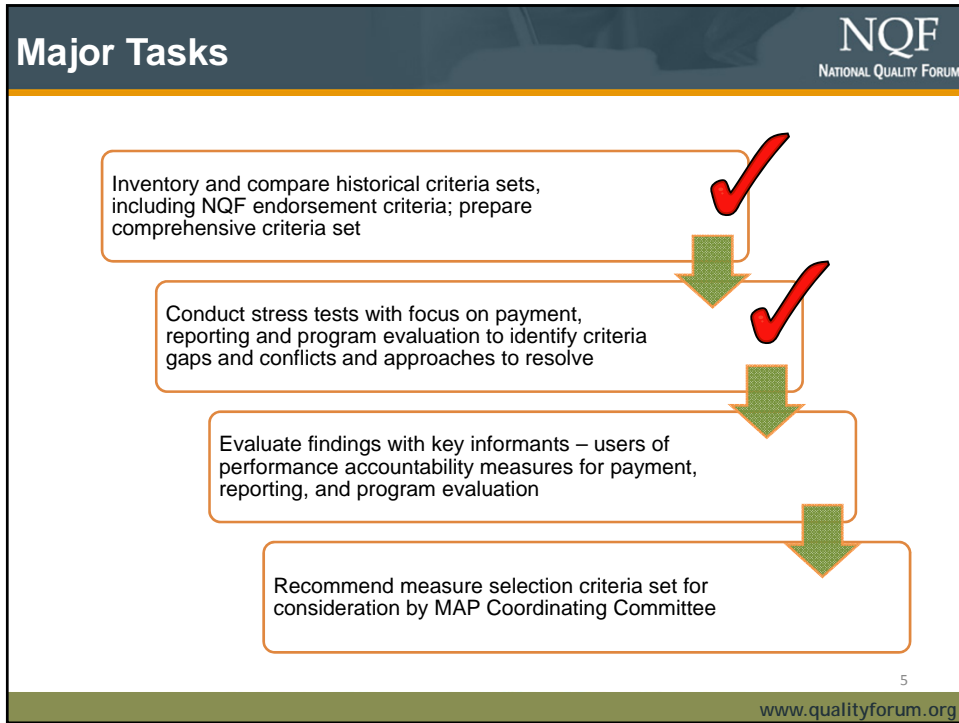 Major Tasks
NQF
NATIONAL QUALITY FORUM
Inventory and compare historical criteria sets,
including NQF endorsement criteria; prepare
comprehensive criteria set
Conduct stress tests with focus on payment,
reporting and program evaluation to identify criteria
gaps and conflicts and approaches to resolve
Evaluate findings with key informants – users of
performance accountability measures for payment,
reporting, and program evaluation
Recommend measure selection criteria set for
consideration by MAP Coordinating Committee
5
www.qualityforum.org